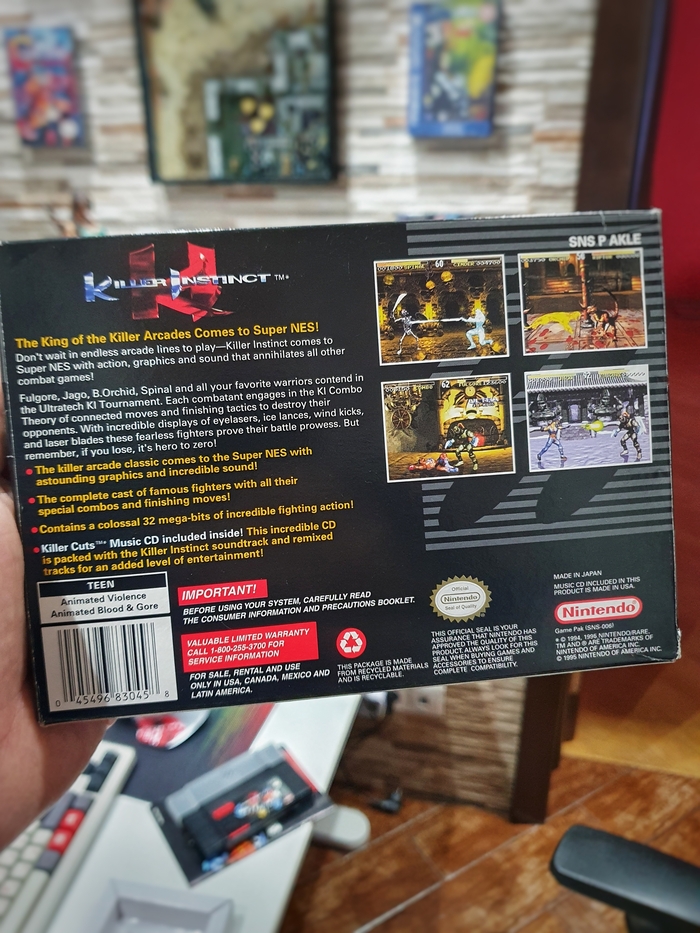 SNS P AKLE
KILLER INSTINCT ™*
The King of the Killer Arcades Comes to Super NES!
Don't wait in endless arcade lines to play—Killer Instinct comes to
Super NES with action, graphics and sound that annihilates all other
combat games!
Fulgore, Jago, B.Orchid, Spinal and all your favorite warriors contend in
the Ultratech KI Tournament. Each combatant engages in the KI Combo
Theory of connected moves and finishing tactics to destroy their
opponents. With incredible displays of eyelasers, ice lances, wind kicks,
and laser blades these fearless fighters prove their battle prowess. But
remember, if you lose, it's hero to zero!
• The killer arcade classic comes to the Super NES with
astounding graphics and incredible sound!
• The complete cast of famous fighters with all their
special combos and finishing moves!
• Contains a colossal 32 mega-bits of incredible fighting action!
• Killer Cuts™* Music CD included inside! This incredible CD
is packed with the Killer Instinct soundtrack and remixed
tracks for an added level of entertainment!
TEEN
Animated Violence
Animated Blood & Gore
0 45496 83045 8
IMPORTANT!
BEFORE USING YOUR SYSTEM, CAREFULLY READ
THE CONSUMER INFORMATION AND PRECAUTIONS BOOKLET.
VALUABLE LIMITED WARRANTY
CALL 1-800-255-3700 FOR
SERVICE INFORMATION
FOR SALE, RENTAL AND USE
ONLY IN USA, CANADA, MEXICO AND
LATIN AMERICA.
THIS PACKAGE IS MADE
FROM RECYCLED MATERIALS
AND IS RECYCLABLE.
Official
Nintendo
Seal of Quality
THIS OFFICIAL SEAL IS YOUR
ASSURANCE THAT NINTENDO HAS
APPROVED THE QUALITY OF THIS
PRODUCT. ALWAYS LOOK FOR THIS
SEAL WHEN BUYING GAMES AND
ACCESSORIES TO ENSURE
COMPLETE COMPATIBILITY.
MADE IN JAPAN
MUSIC CD INCLUDED IN THIS
PRODUCT IS MADE IN USA.
Nintendo
Game Pak (SNS-006)
* © 1994, 1995 NINTENDO/RARE.
TM AND ® ARE TRADEMARKS OF
NINTENDO OF AMERICA INC.
© 1995 NINTENDO OF AMERICA INC.
60
62